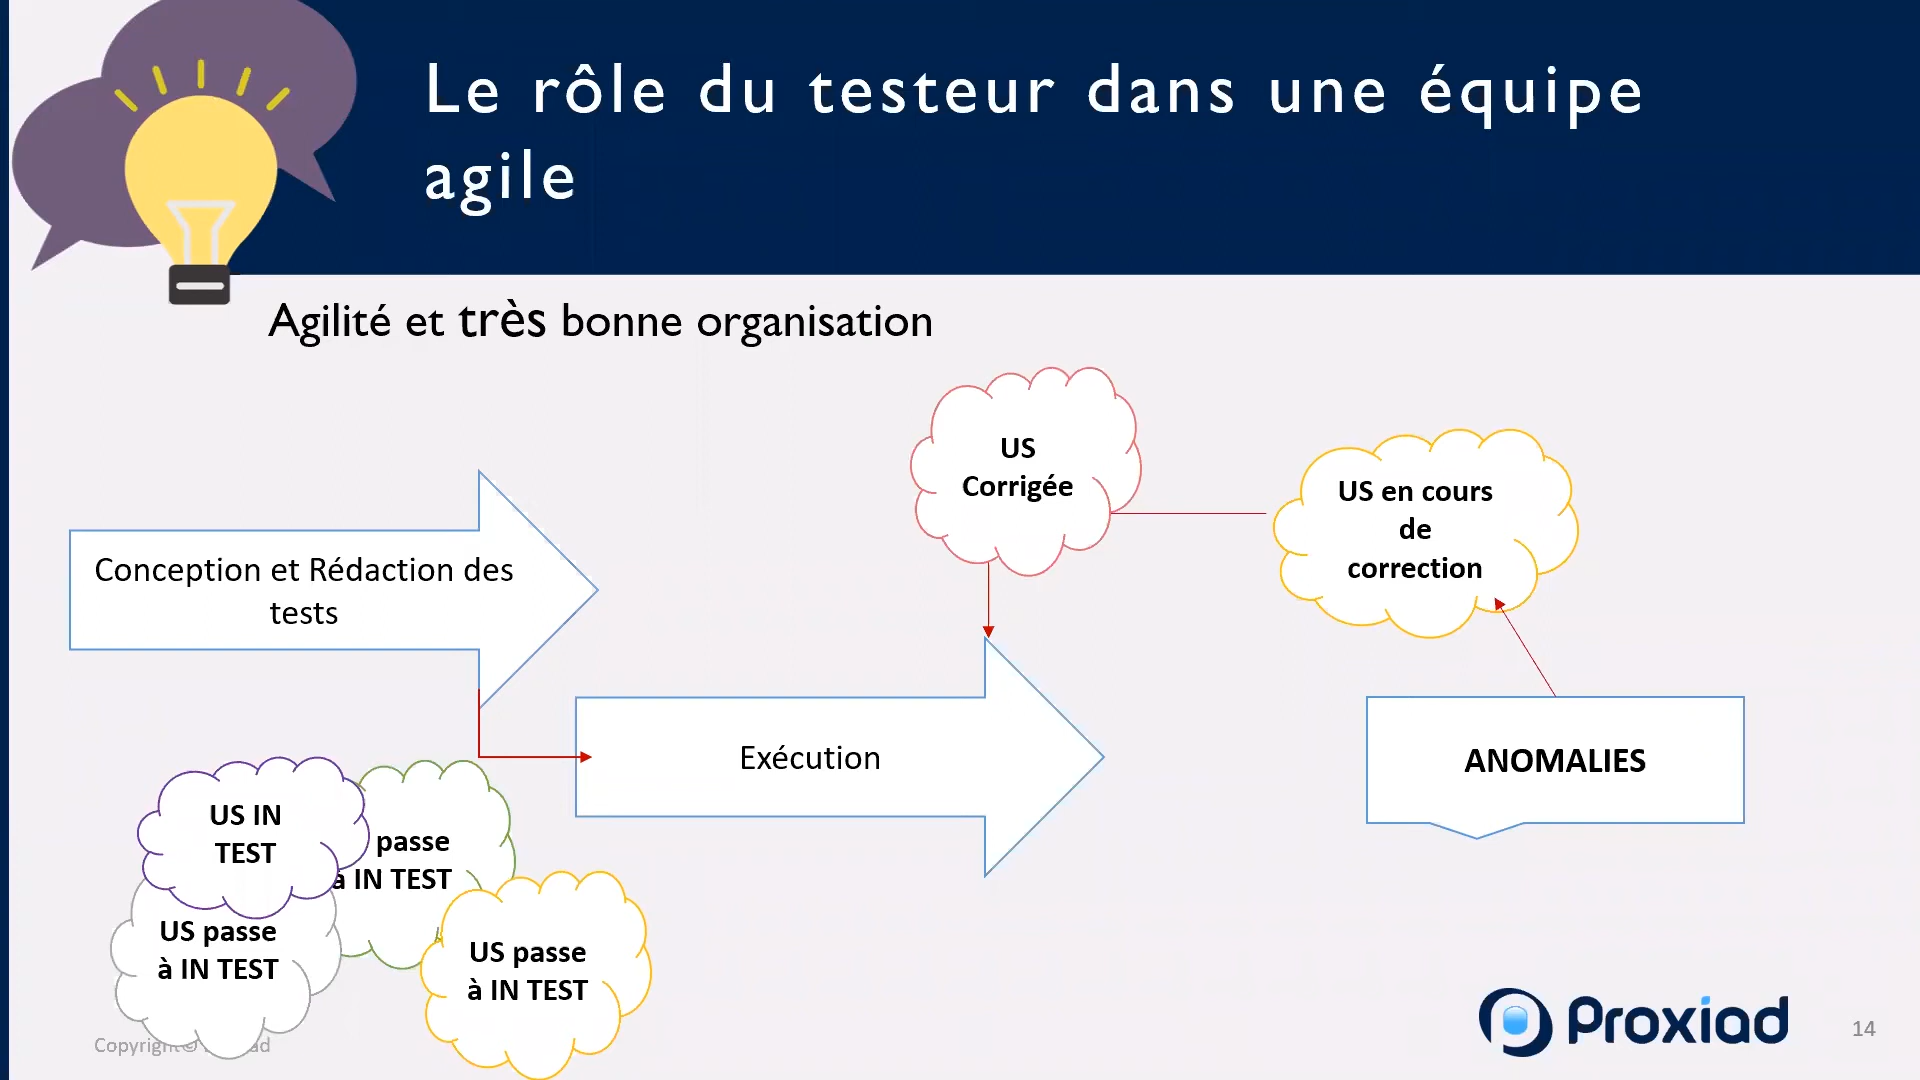 Le rôle du testeur dans une équipe
agile
Agilité et très bonne organisation
US
Corrigée
US en cours
de
correction
Conception et Rédaction des
tests
Exécution
ANOMALIES
US IN
TEST
passe
à IN TEST
US passe
à IN TEST
US passe
à IN TEST
Proxiad
14
Copyright©